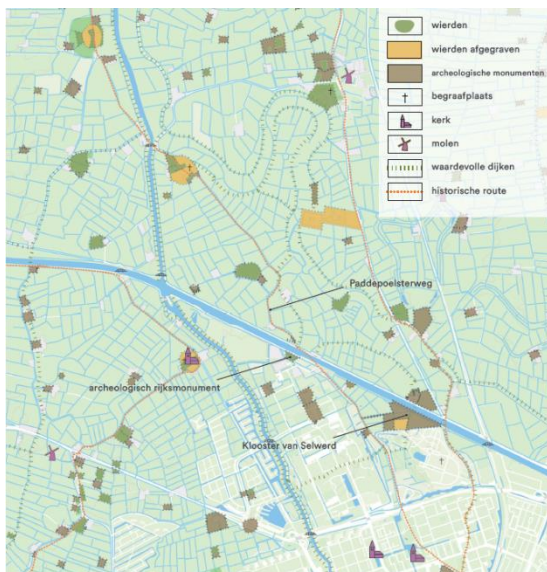 wierden
wierden afgegraven
archeologische monumenten
begraafplaats
kerk
molen
waardevolle dijken
historische route
Paddepoelsterweg
archeologisch rijksmonument
Klooster van Selwerd